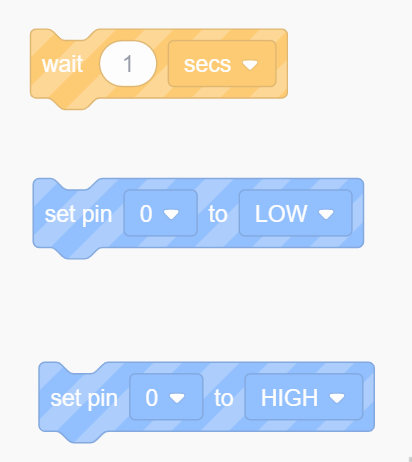 wait 1 secs
set pin 0 to LOW
set pin 0 to HIGH